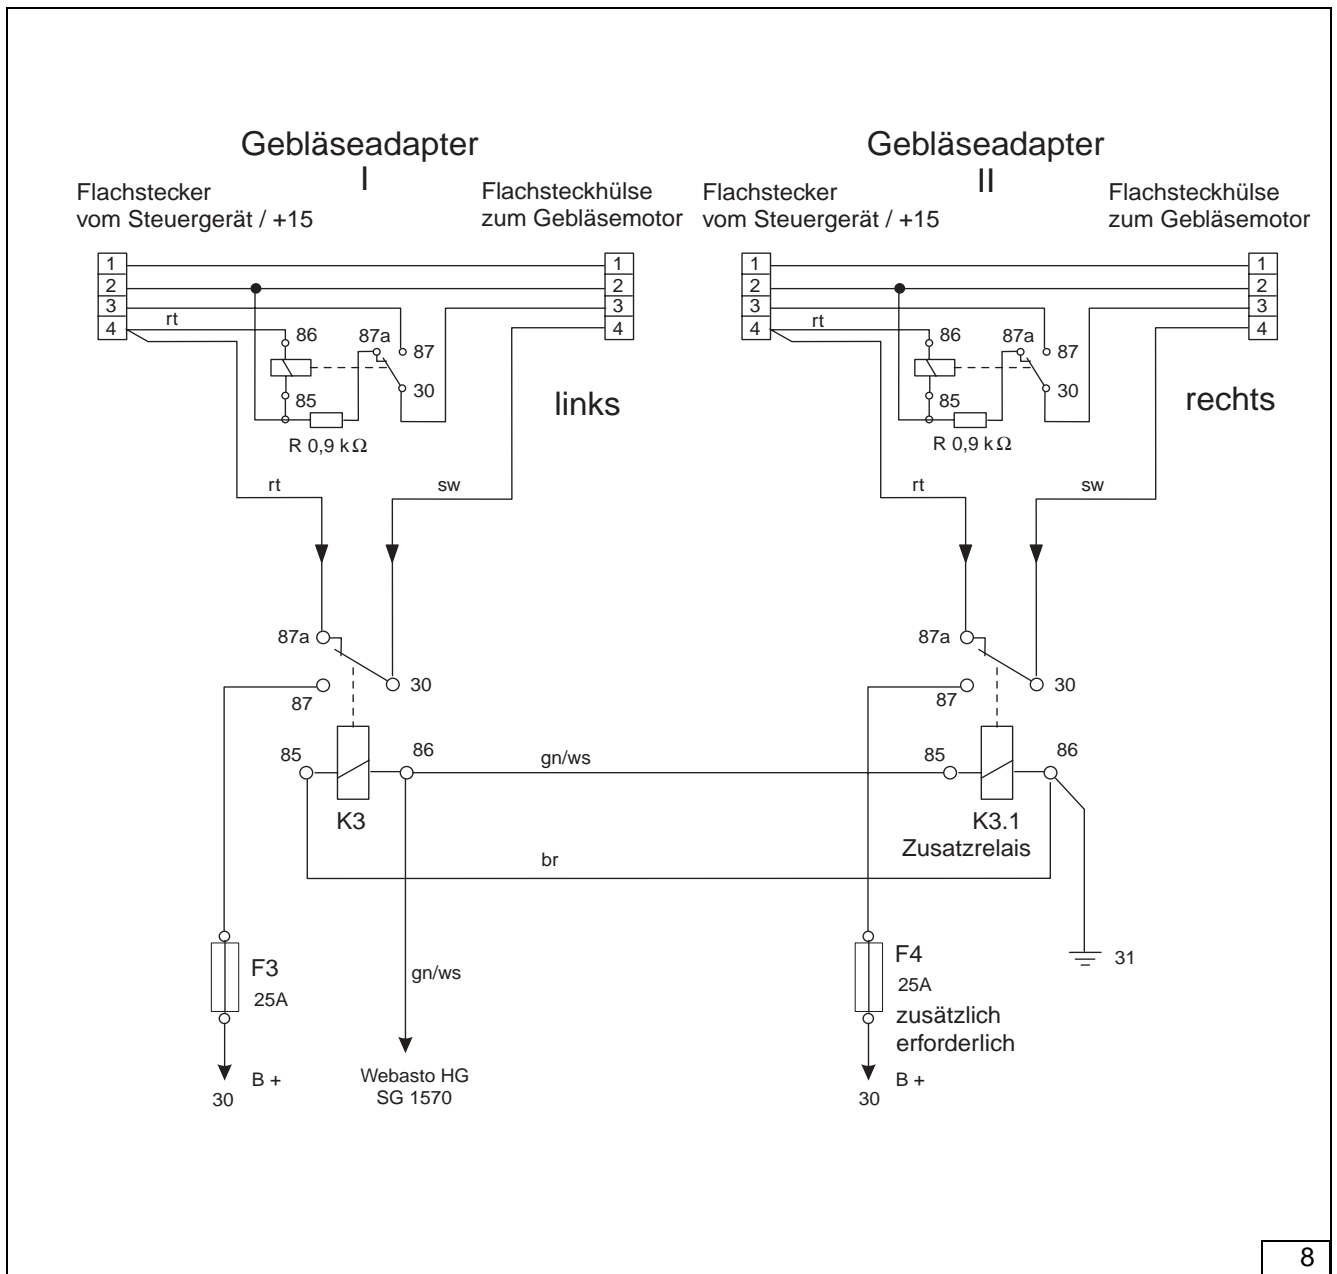 Gebläseadapter
I
Flachstecker
vom Steuergerät / +15
Flachsteckhülse
zum Gebläsemotor
1
2
3
4
1
2
3
4
rt
86
87a
87
85
30
R 0,9 kΩ
links
rt
sw
Gebläseadapter
II
Flachstecker
vom Steuergerät / +15
Flachsteckhülse
zum Gebläsemotor
1
2
3
4
1
2
3
4
rt
86
87a
87
85
30
R 0,9 kΩ
rechts
rt
sw
87a
87
30
85
86
K3
gn/ws
br
87a
87
30
85
86
K3.1
Zusatzrelais
F3
25A
B +
30
gn/ws
Webasto HG
SG 1570
F4
25A
zusätzlich
erforderlich
B +
30
31
8